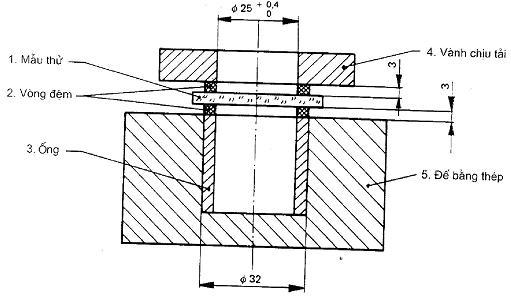 ϕ 25 + 0,4
0
1. Mẫu thử
2. Vòng đệm
3. Ống
4. Vành chiu tải
5. Đế bằng thép
3
3
ϕ 32